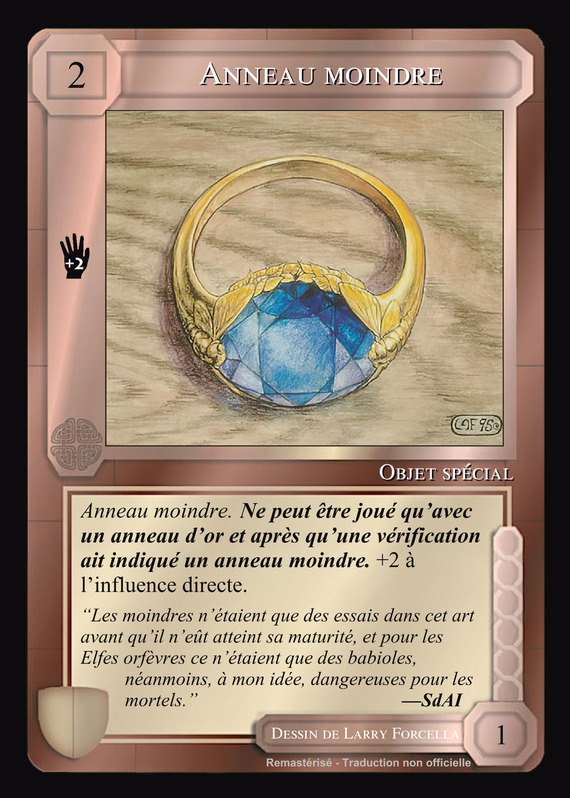 2
ANNEAU MOINDRE
+2
LAF 95©
OBJET SPÉCIAL
Anneau moindre. Ne peut être joué qu’avec
un anneau d’or et après qu’une vérification
ait indiqué un anneau moindre. +2 à
l’influence directe.
“Les moindres n’étaient que des essais dans cet art
avant qu’il n’eût atteint sa maturité, et pour les
Elfes orfèvres ce n’étaient que des babioles,
néanmoins, à mon idée, dangereuses pour les
mortels.” —SdAI
DESSIN DE LARRY FORCELLA
1
Remastérisé - Traduction non officielle